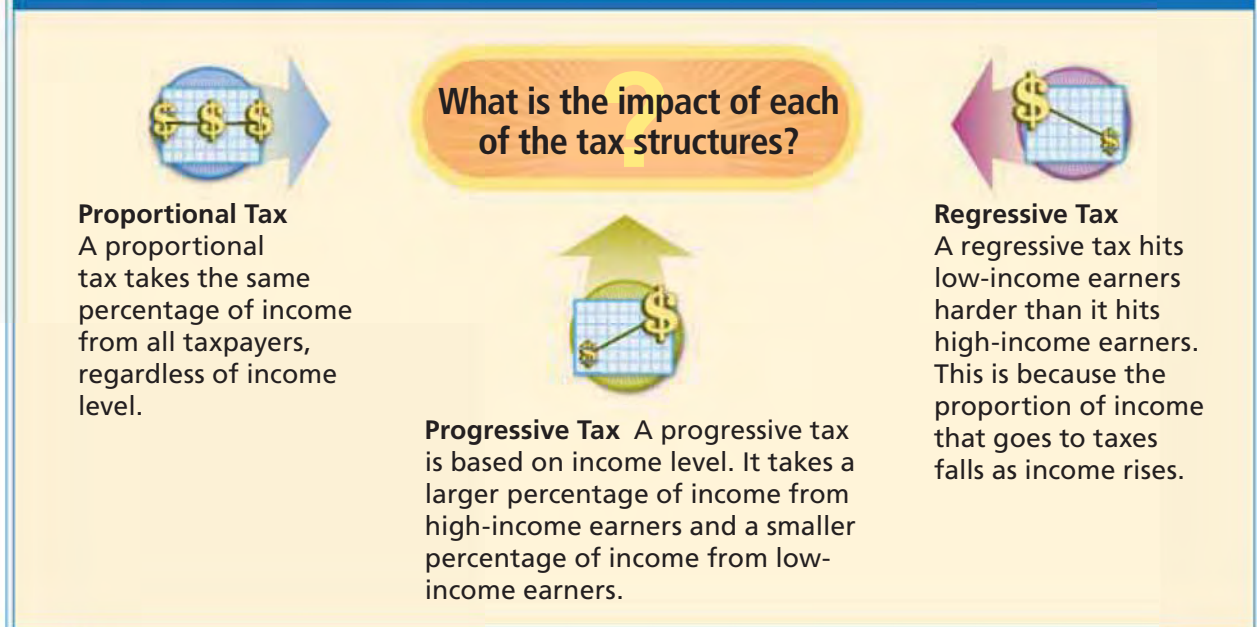 What is the impact of each
of the tax structures?
Proportional Tax
A proportional
tax takes the same
percentage of income
from all taxpayers,
regardless of income
level.
Progressive Tax A progressive tax
is based on income level. It takes a
larger percentage of income from
high-income earners and a smaller
percentage of income from low-
income earners.
Regressive Tax
A regressive tax hits
low-income earners
harder than it hits
high-income earners.
This is because the
proportion of income
that goes to taxes
falls as income rises.